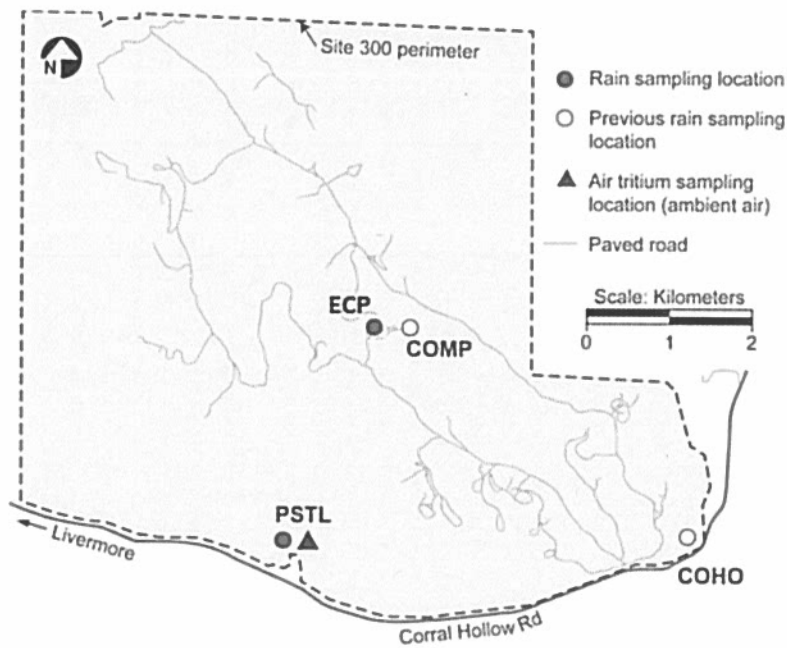 Site 300 perimeter
N
Rain sampling location
Previous rain sampling
location
Air tritium sampling
location (ambient air)
Paved road
Scale: Kilometers
0 1 2
ECP
COMP
PSTL
Livermore
COHO
Corral Hollow Rd